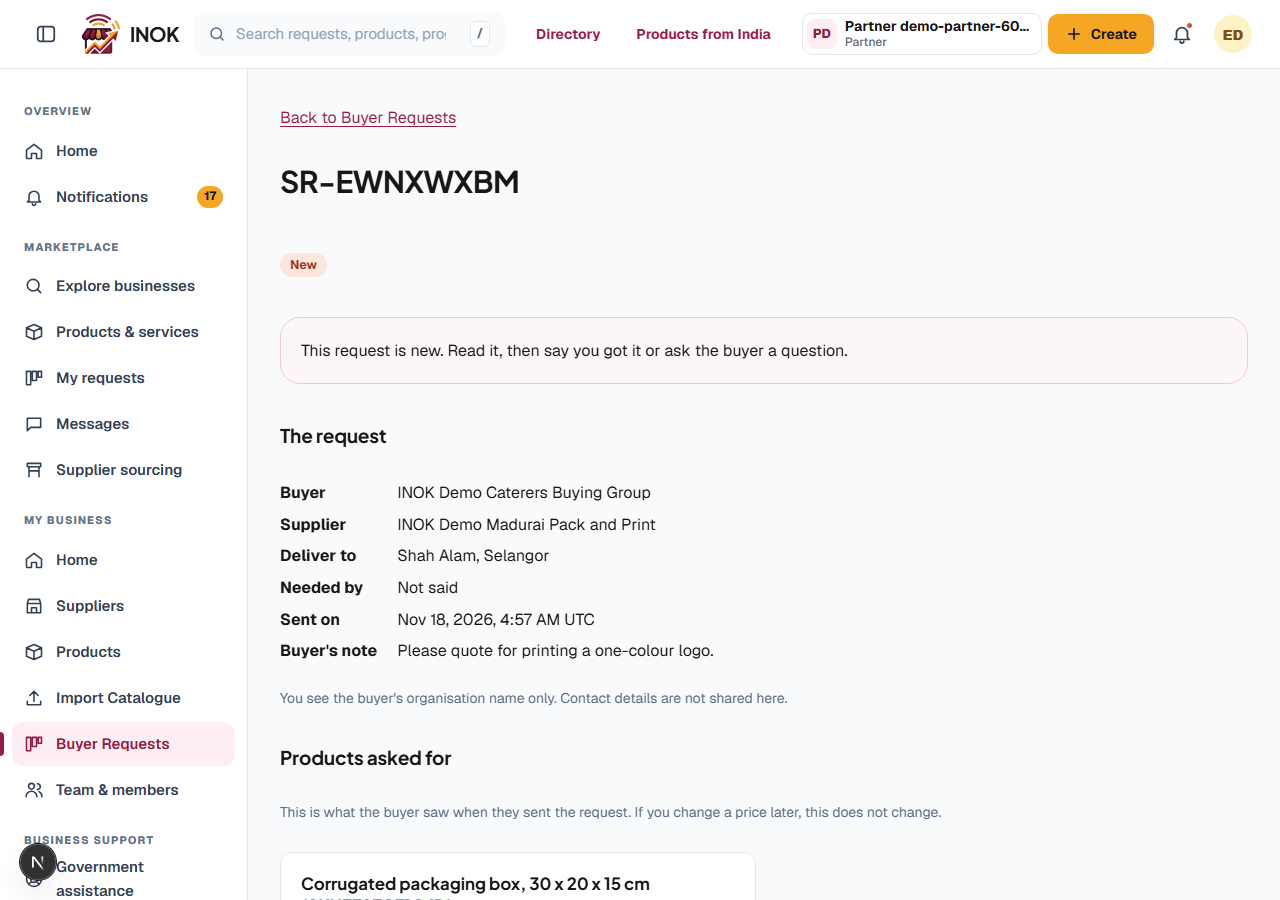 INOK
Search requests, products, pro
/
Directory
Products from India
PD
Partner demo-partner-60...
Partner
Create
ED
OVERVIEW
Home
Notifications
17
MARKETPLACE
Explore businesses
Products & services
My requests
Messages
Supplier sourcing
MY BUSINESS
Home
Suppliers
Products
Import Catalogue
Buyer Requests
Team & members
BUSINESS SUPPORT
N
Government
assistance
Back to Buyer Requests
SR-EWNXWXBM
New
This request is new. Read it, then say you got it or ask the buyer a question.
The request
Buyer INOK Demo Caterers Buying Group
Supplier INOK Demo Madurai Pack and Print
Deliver to Shah Alam, Selangor
Needed by Not said
Sent on Nov 18, 2026, 4:57 AM UTC
Buyer's note Please quote for printing a one-colour logo.
You see the buyer's organisation name only. Contact details are not shared here.
Products asked for
This is what the buyer saw when they sent the request. If you change a price later, this does not change.
Corrugated packaging box, 30 x 20 x 15 cm